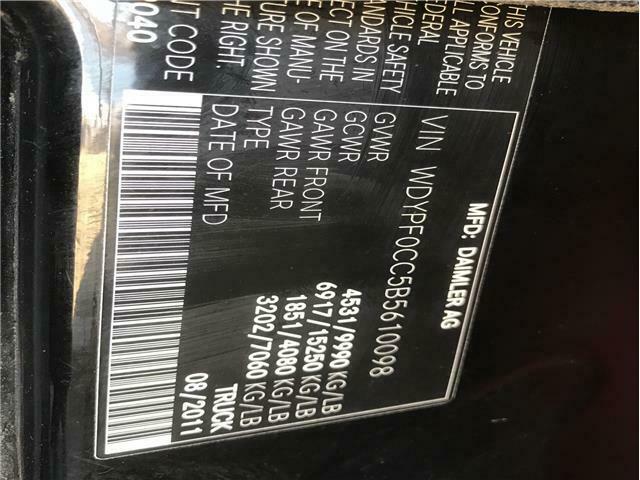 THIS VEHICLE
CONFORMS TO
ALL APPLICABLE
FEDERAL
VEHICLE SAFETY
STANDARDS IN
EFFECT ON THE
OF MANU-
SHOWN
THE RIGHT.
CODE
040
MFD: DAIMLER AG
VIN WDYPF0CC5B5610098
GVWR 4531/9990 KG/LB
GCWR 6917/15250 KG/LB
GAWR FRONT 1851/4080 KG/LB
GAWR REAR 3202/7060 KG/LB
TYPE TRUCK
DATE OF MFD 08/2011